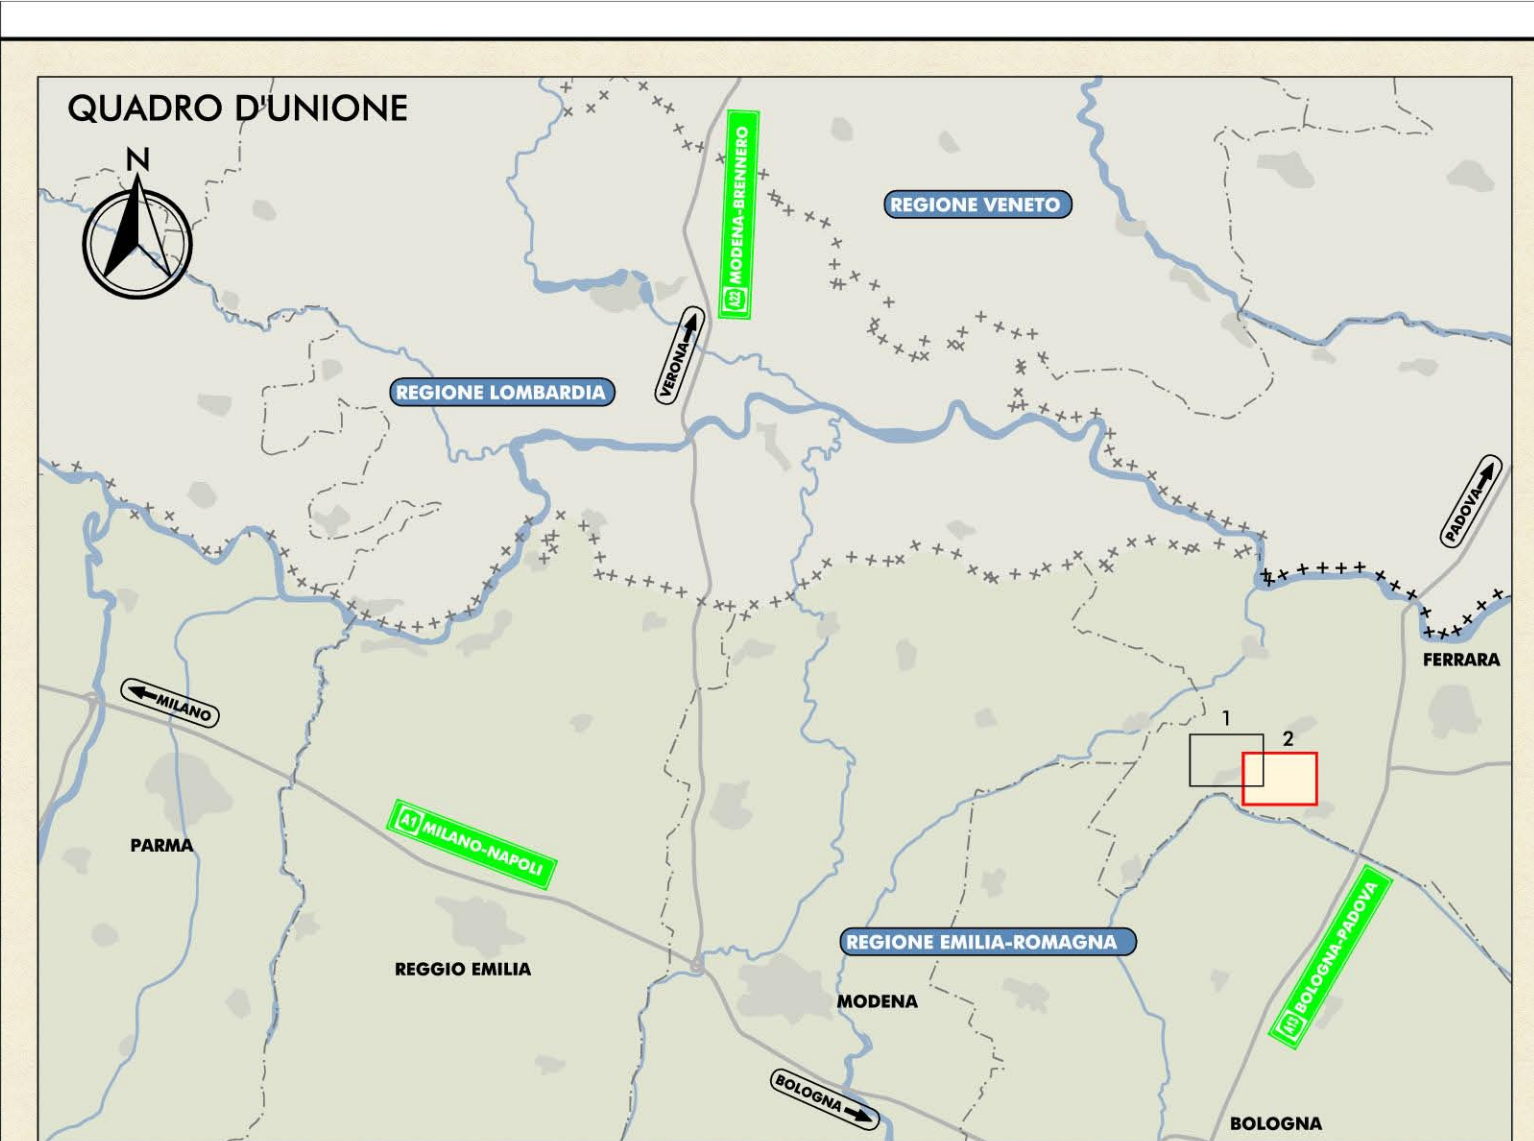 QUADRO D'UNIONE
N
A22 MODENA-BRENNERO
REGIONE VENETO
VERONA
REGIONE LOMBARDIA
PADOVA
FERRARA
MILANO
1
2
A1 MILANO-NAPOLI
PARMA
REGIONE EMILIA-ROMAGNA
A13 BOLOGNA-PADOVA
REGGIO EMILIA
MODENA
BOLOGNA
BOLOGNA